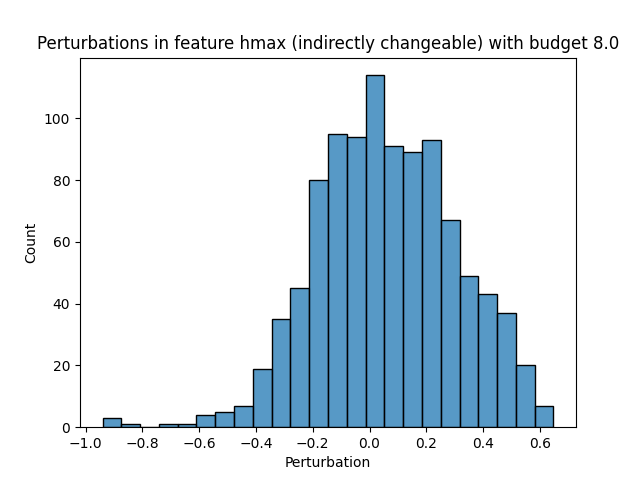 Perturbations in feature hmax (indirectly changeable) with budget 8.0
Count
100
80
60
40
20
0
−1.0 −0.8 −0.6 −0.4 −0.2 0.0 0.2 0.4 0.6
Perturbation